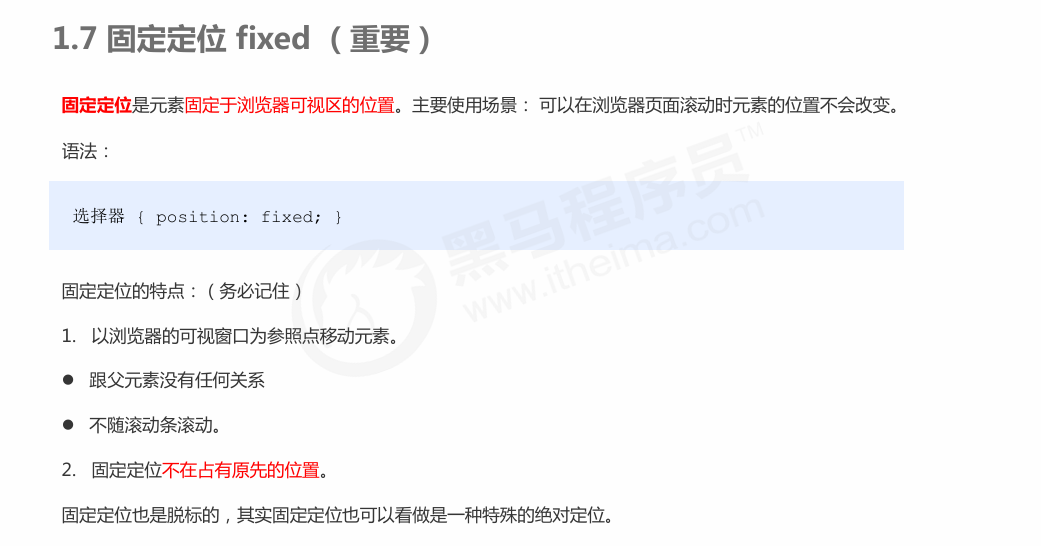 1.7 固定定位 fixed （重要）
固定定位是元素固定于浏览器可视区的位置。主要使用场景： 可以在浏览器页面滚动时元素的位置不会改变。
语法：
选择器 { position: fixed; }
固定定位的特点：（务必记住）
1. 以浏览器的可视窗口为参照点移动元素。
● 跟父元素没有任何关系
● 不随滚动条滚动。
2. 固定定位不在占有原先的位置。
固定定位也是脱标的，其实固定定位也可以看做是一种特殊的绝对定位。
黑马程序员™
www.itheima.com